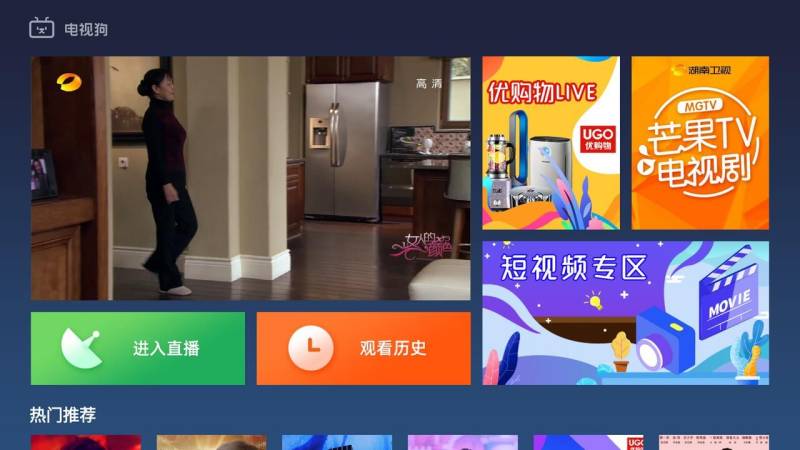 电视狗
高清
女人的颜色
优购物LIVE
UGO
优购物
湖南卫视
MGTV
芒果TV
电视剧
短视频专区
MOVIE
进入直播
观看历史
热门推荐
UGO